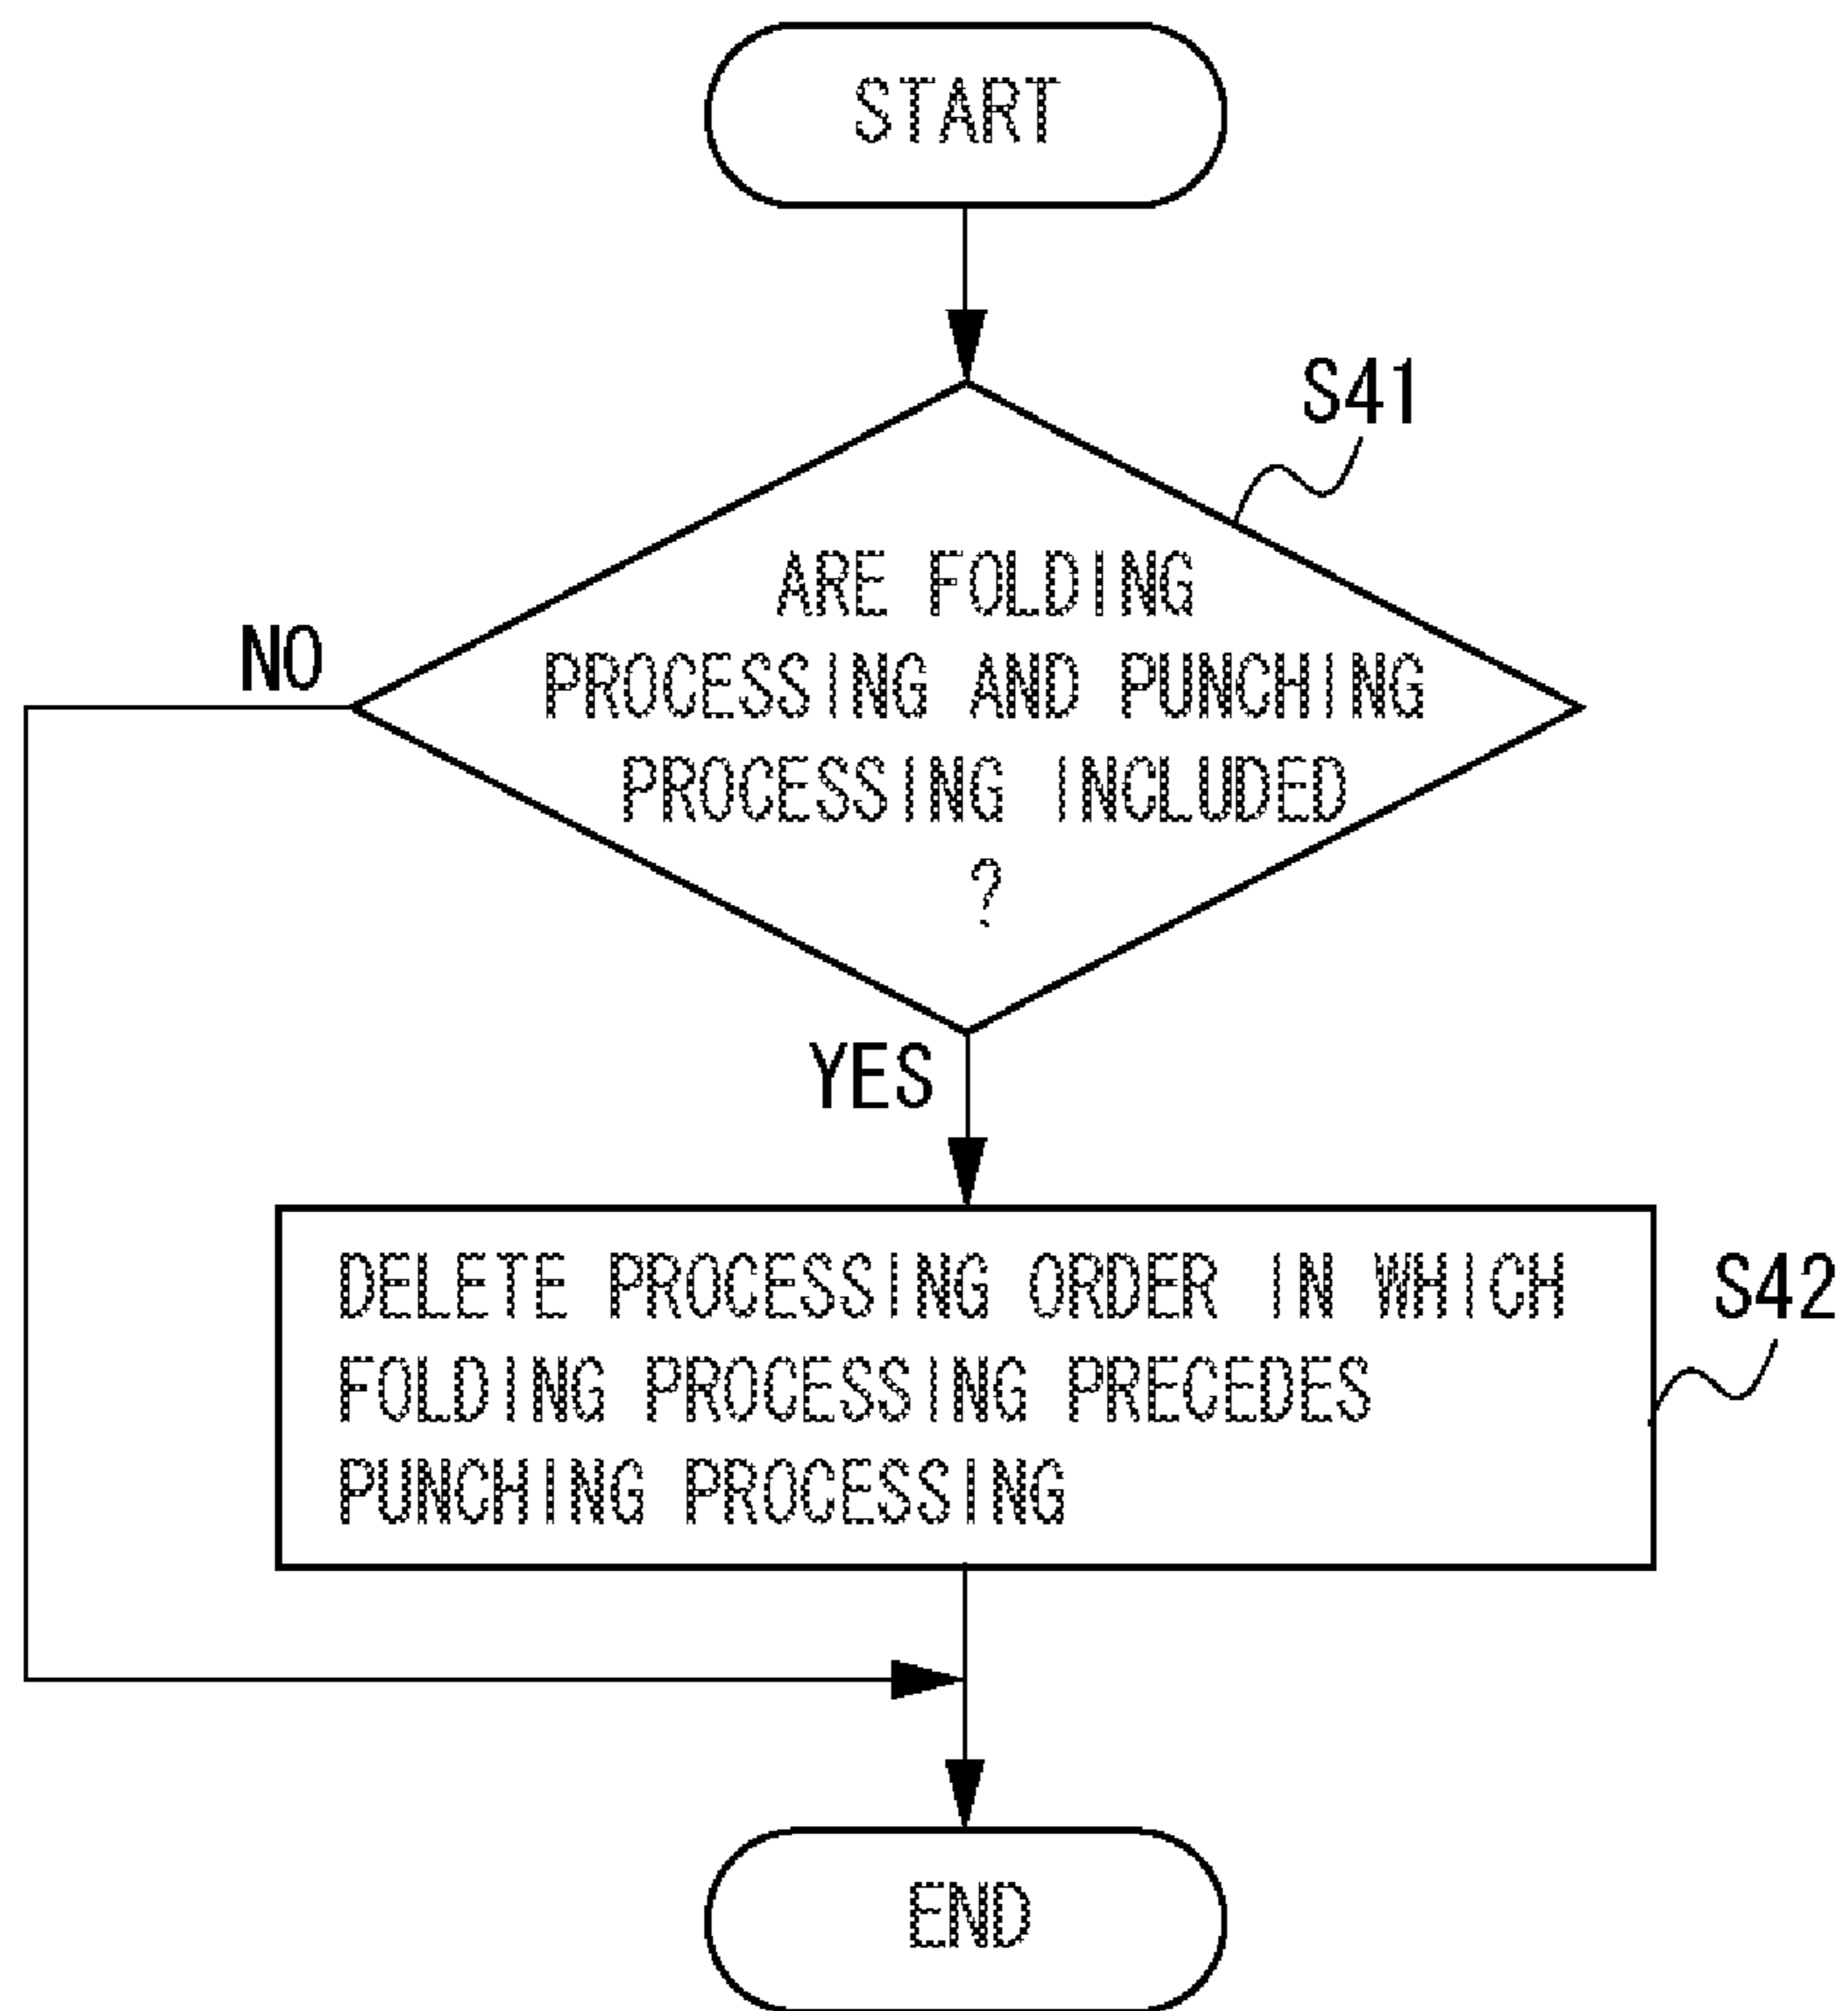 START
S41
ARE FOLDING
PROCESSING AND PUNCHING
PROCESSING INCLUDED
?
NO
YES
DELETE PROCESSING ORDER IN WHICH
FOLDING PROCESSING PRECEDES
PUNCHING PROCESSING
S42
END